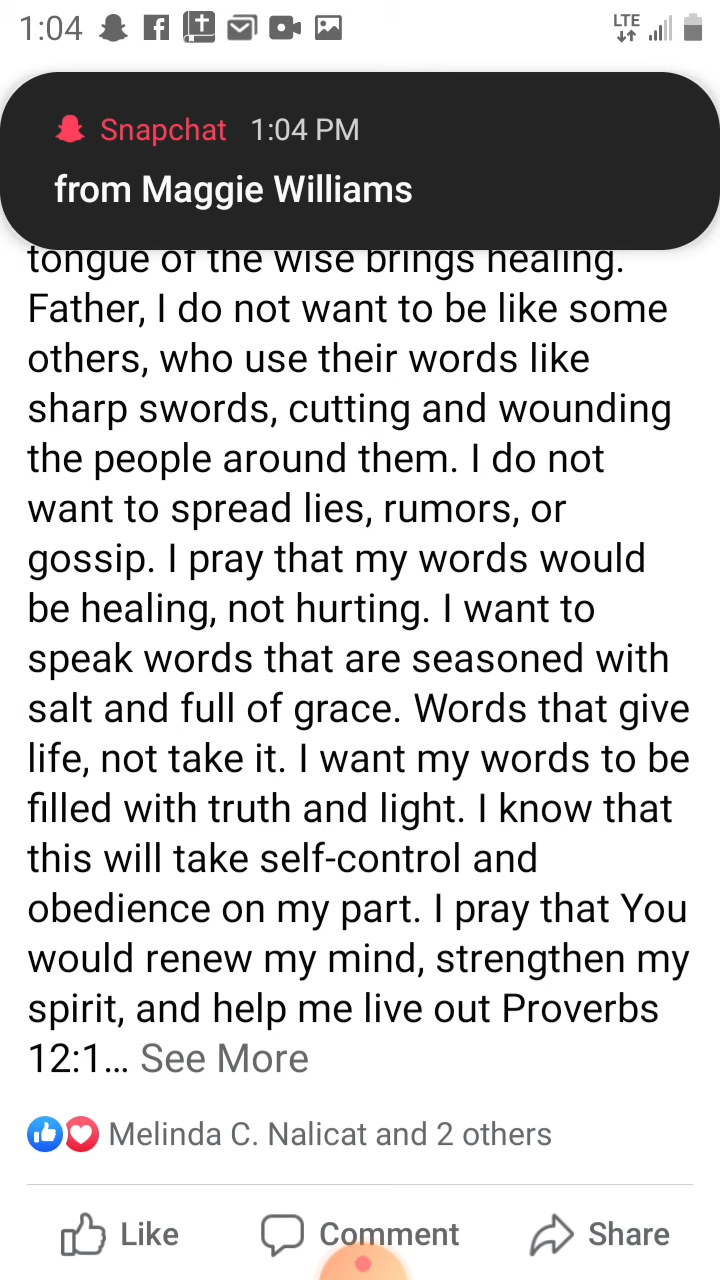 1:04
LTE
Snapchat 1:04 PM
from Maggie Williams
tongue of the wise brings healing.
Father, I do not want to be like some
others, who use their words like
sharp swords, cutting and wounding
the people around them. I do not
want to spread lies, rumors, or
gossip. I pray that my words would
be healing, not hurting. I want to
speak words that are seasoned with
salt and full of grace. Words that give
life, not take it. I want my words to be
filled with truth and light. I know that
this will take self-control and
obedience on my part. I pray that You
would renew my mind, strengthen my
spirit, and help me live out Proverbs
12:1... See More
Melinda C. Nalicat and 2 others
Like Comment Share